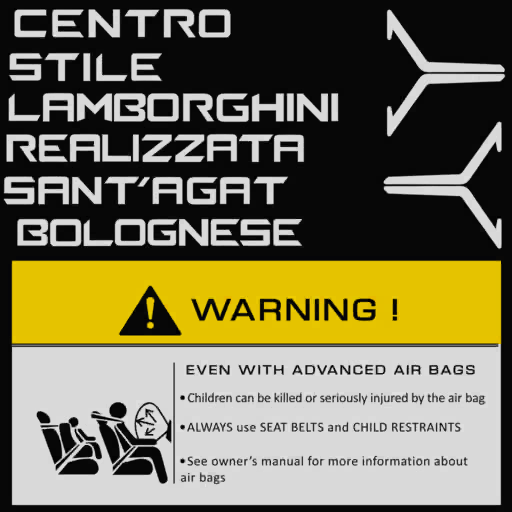 CENTRO
STILE
LAMBORGHINI
REALIZZATA
SANT'AGAT
BOLOGNESE
WARNING !
EVEN WITH ADVANCED AIR BAGS
•Children can be killed or seriously injured by the air bag
•ALWAYS use SEAT BELTS and CHILD RESTRAINTS
•See owner's manual for more information about
air bags